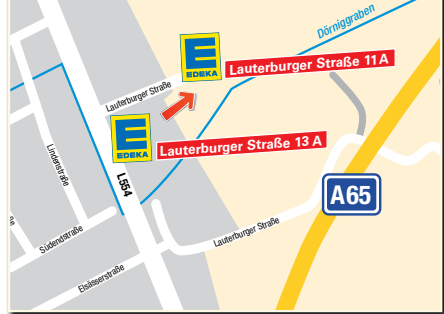 Dörniggraben
E
EDEKA
Lauterburger Straße 11 A
Lauterburger Straße
E
EDEKA
Lauterburger Straße 13 A
Lindenstraße
L554
A65
Südendstraße
Lauterburger Straße
Elsässerstraße